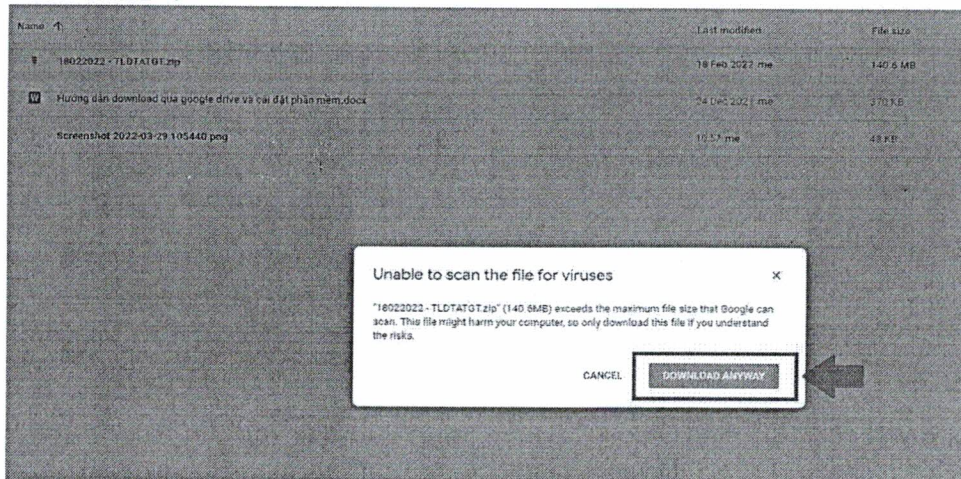 Name ↑ Last modified File size
18022022 - TLDTATGT.zip 18 Feb 2022 me 140.6 MB
Hướng dẫn download qua google drive và cài đặt phần mềm.docx 24 Dec 2021 me 370 KB
Screenshot 2022-03-29 105440.png 10:57 me 48 KB
Unable to scan the file for viruses ×
"18022022 - TLDTATGT.zip" (140.6MB) exceeds the maximum file size that Google can
scan. This file might harm your computer, so only download this file if you understand
the risks.
CANCEL DOWNLOAD ANYWAY